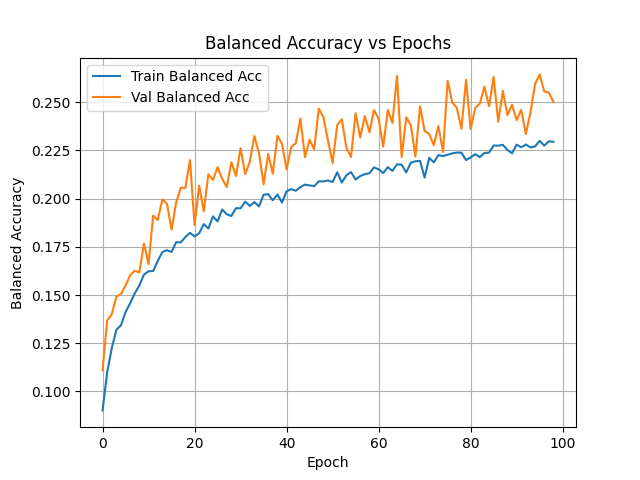 Balanced Accuracy vs Epochs
Train Balanced Acc
Val Balanced Acc
Balanced Accuracy
0.250
0.225
0.200
0.175
0.150
0.125
0.100
0 20 40 60 80 100
Epoch